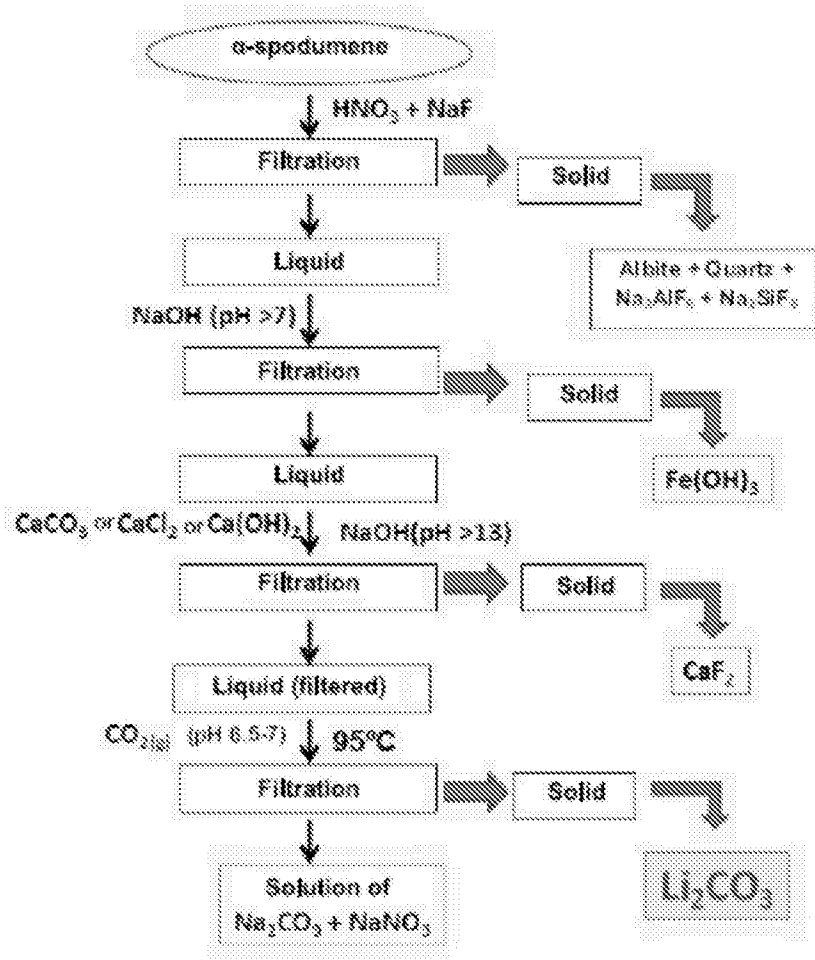 α-spodumene
HNO₃ + NaF
Filtration
Solid
Liquid
Albite + Quartz +
Na₃AlF₆ + Na₂SiF₆
NaOH (pH >7)
Filtration
Solid
Liquid
Fe(OH)₃
CaCO₃ or CaCl₂ or Ca(OH)₂
NaOH(pH >13)
Filtration
Solid
Liquid (filtered)
CaF₂
CO₂₍g₎ (pH 6.5-7)
95ºC
Filtration
Solid
Solution of
Na₂CO₃ + NaNO₃
Li₂CO₃